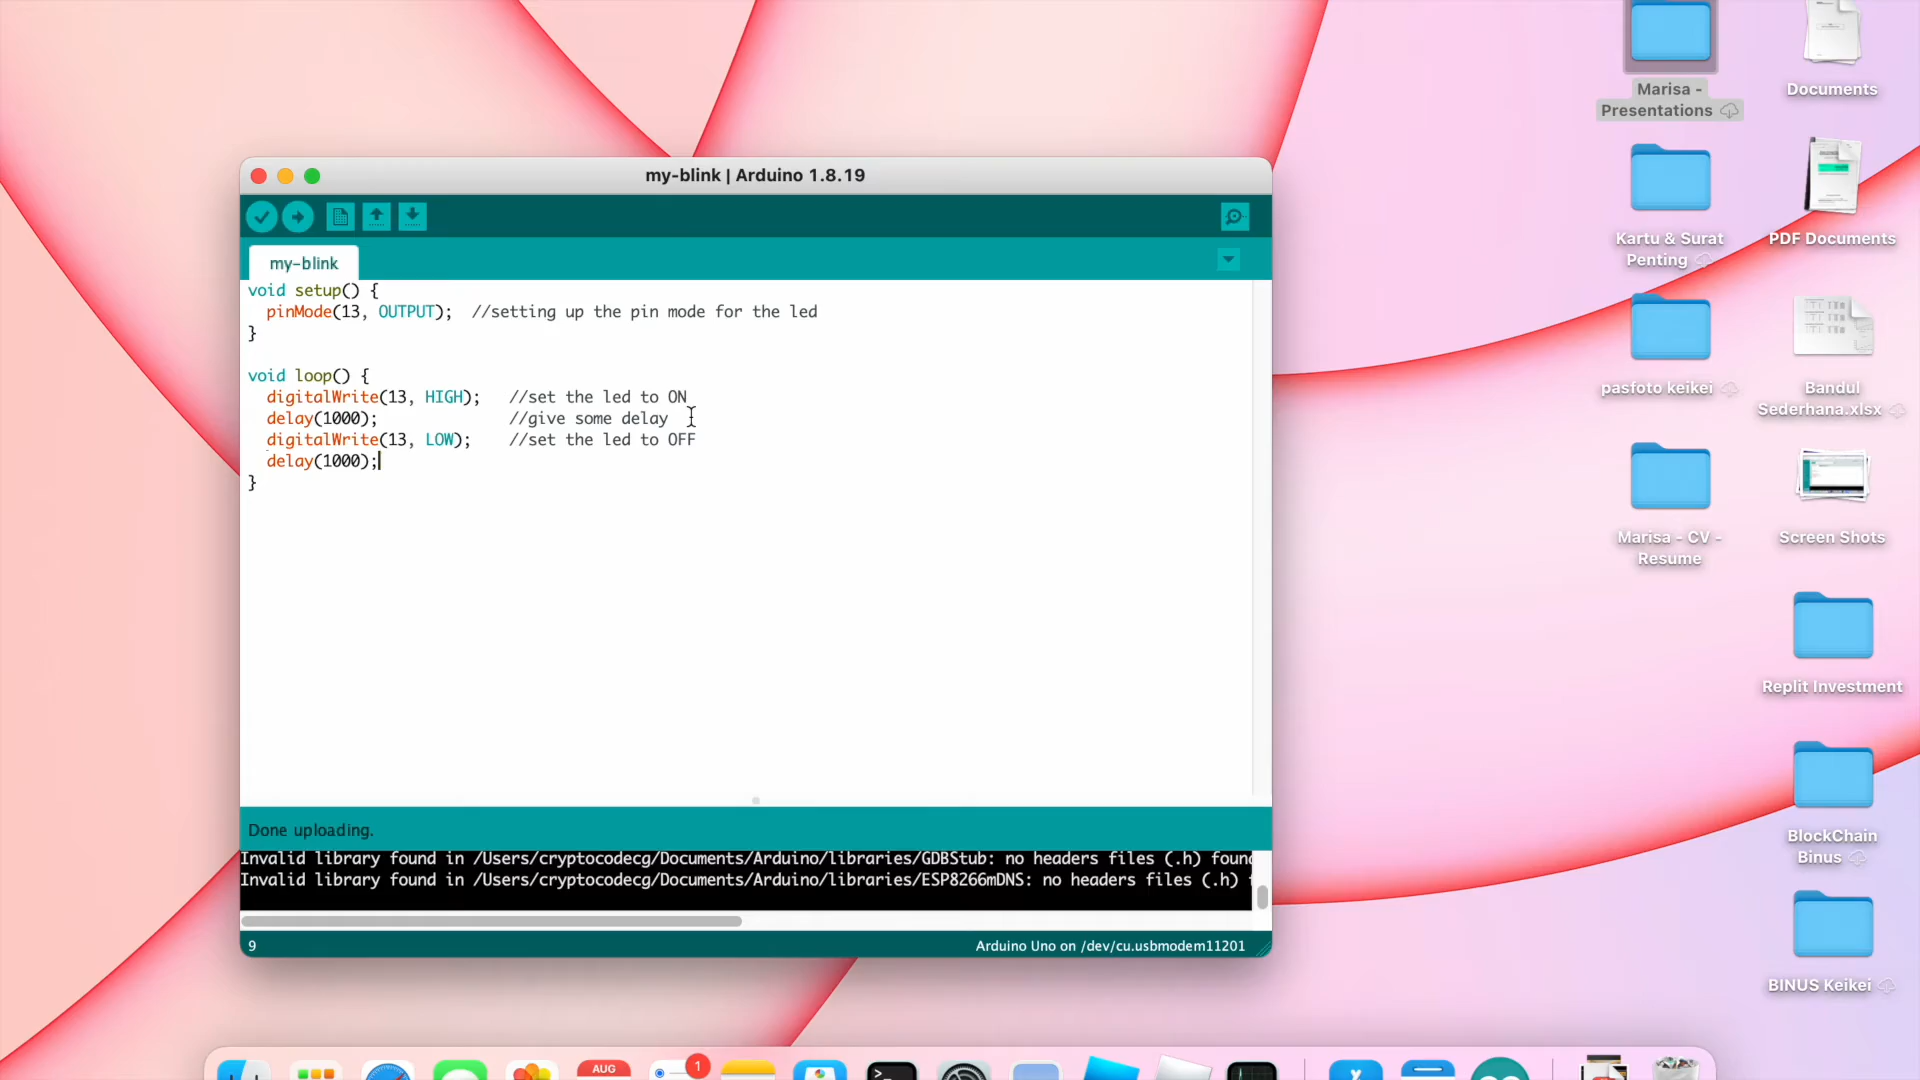 my-blink | Arduino 1.8.19
my-blink
void setup() {
pinMode(13, OUTPUT);  //setting up the pin mode for the led
}
void loop() {
digitalWrite(13, HIGH);   //set the led to ON
delay(1000);              //give some delay
digitalWrite(13, LOW);    //set the led to OFF
delay(1000);
}
Done uploading.
Invalid library found in /Users/cryptocodecg/Documents/Arduino/libraries/GDBStub: no headers files (.h) found
Invalid library found in /Users/cryptocodecg/Documents/Arduino/libraries/ESP8266mDNS: no headers files (.h)
9
Arduino Uno on /dev/cu.usbmodem11201
Marisa -
Presentations
Documents
Kartu & Surat
Penting
PDF Documents
pasfoto keikei
Bandul
Sederhana.xlsx
Marisa - CV -
Resume
Screen Shots
Replit Investment
BlockChain
Binus
BINUS Keikei
AUG
1